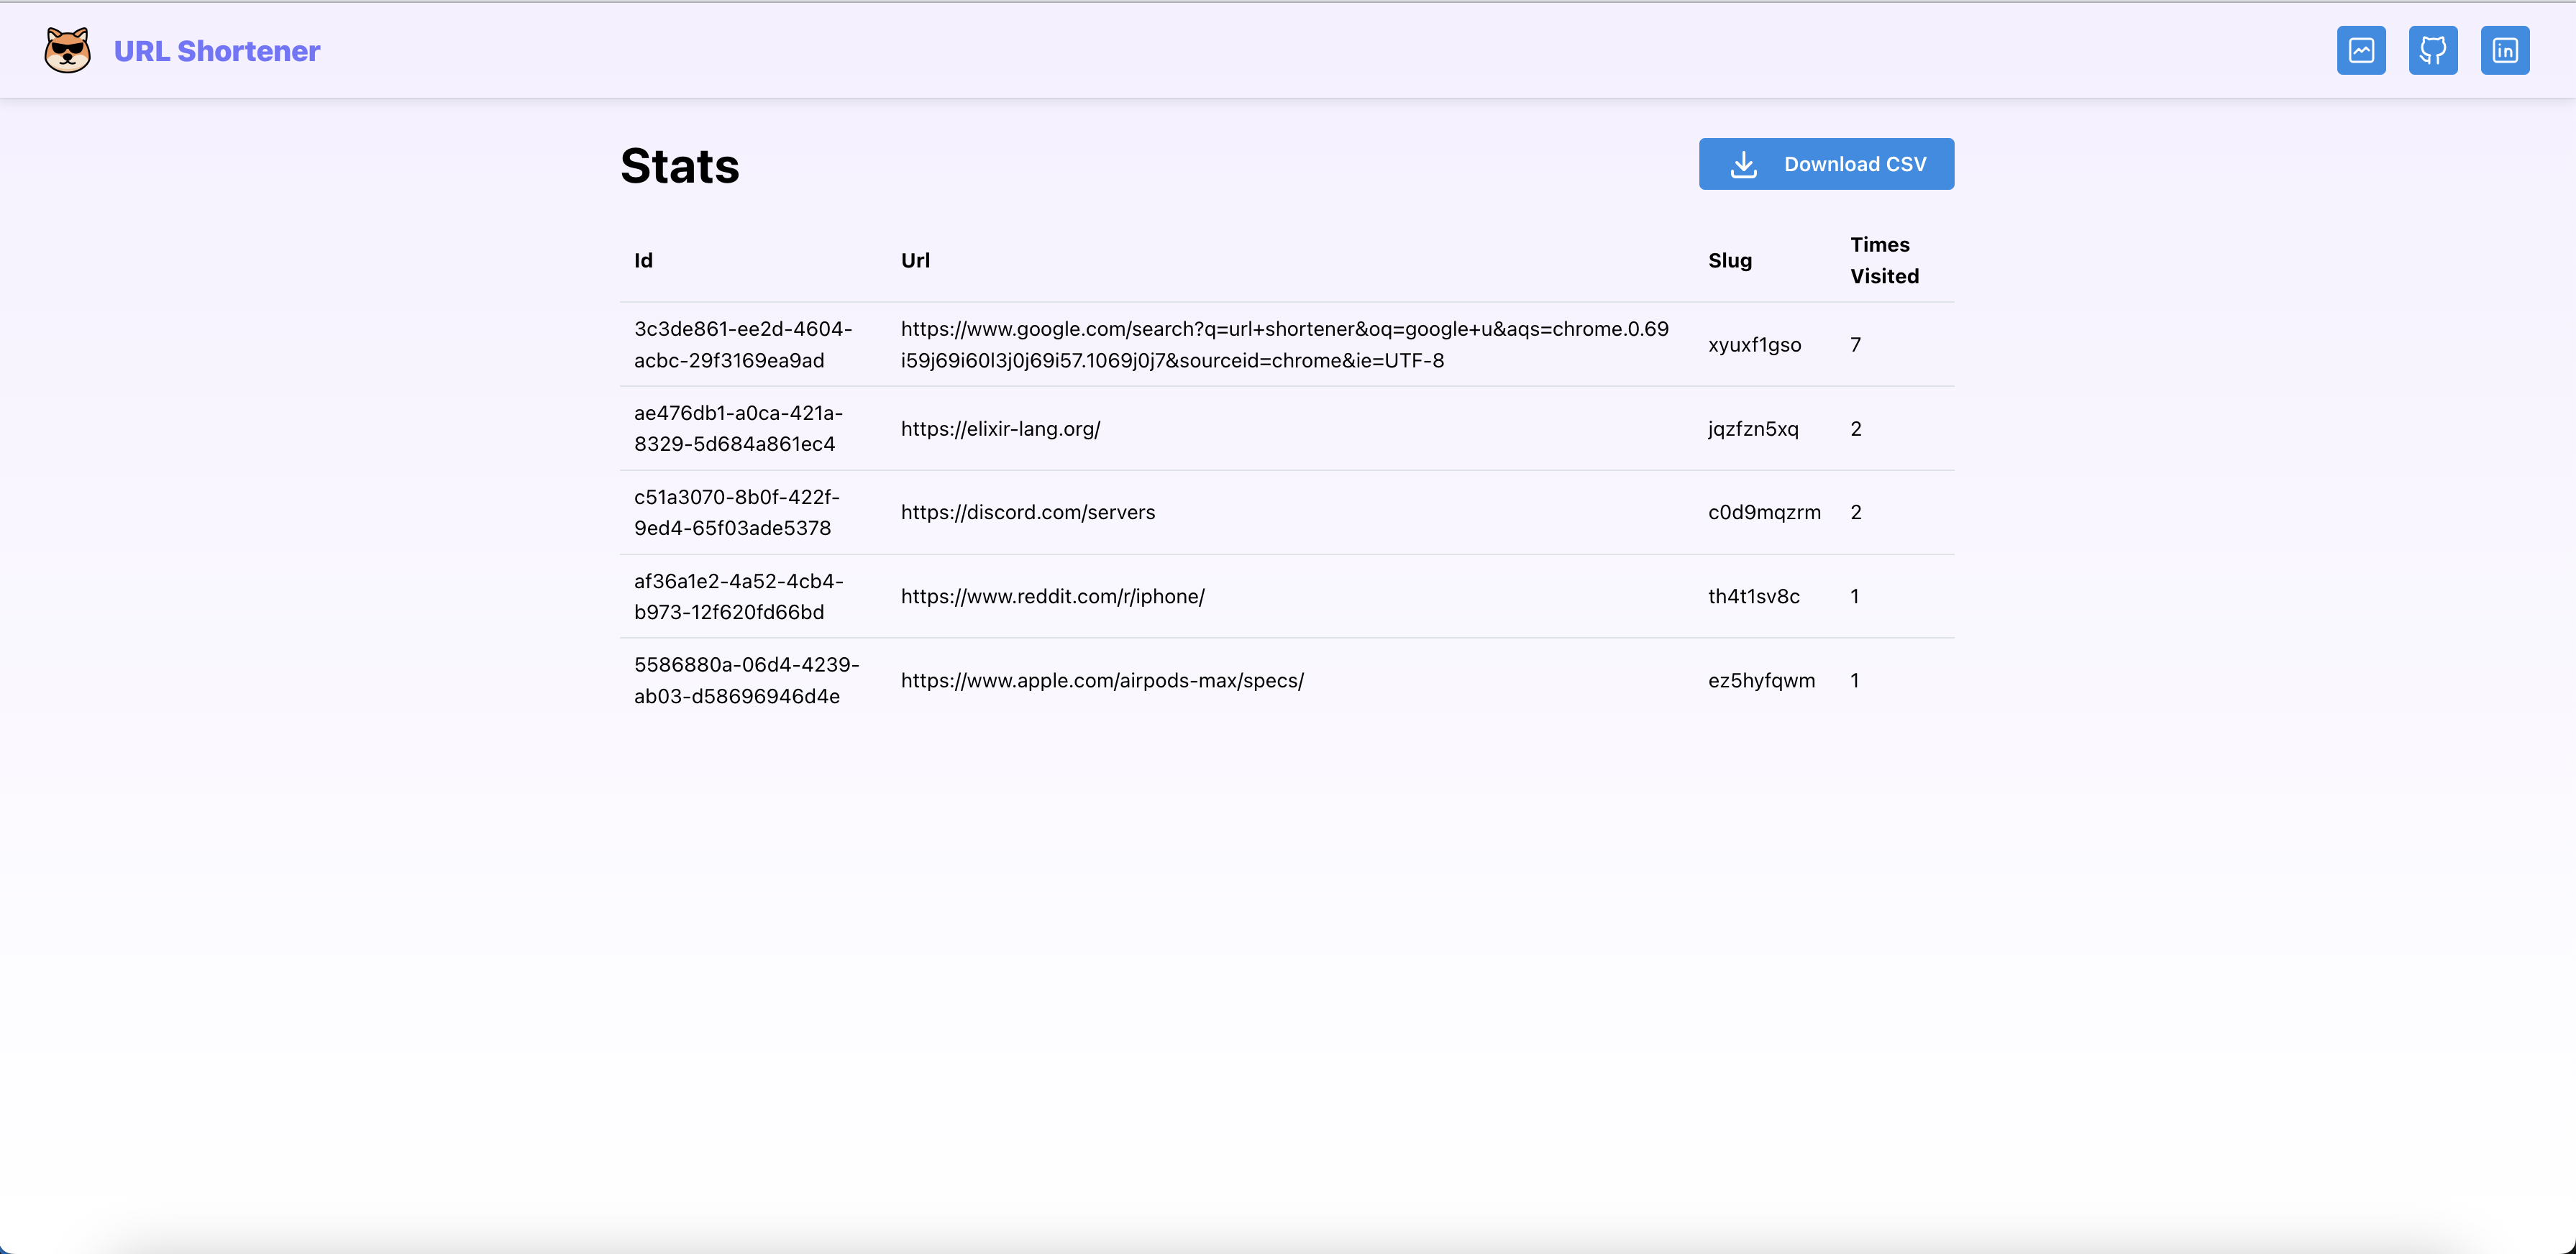 URL Shortener
in
Stats
Download CSV
Id
Url
Slug
Times
Visited
3c3de861-ee2d-4604-
acbc-29f3169ea9ad
https://www.google.com/search?q=url+shortener&oq=google+u&aqs=chrome.0.69
i59j69i60l3j0j69i57.1069j0j7&sourceid=chrome&ie=UTF-8
xyuxf1gso
7
ae476db1-a0ca-421a-
8329-5d684a861ec4
https://elixir-lang.org/
jqzfzn5xq
2
c51a3070-8b0f-422f-
9ed4-65f03ade5378
https://discord.com/servers
c0d9mqzrm
2
af36a1e2-4a52-4cb4-
b973-12f620fd66bd
https://www.reddit.com/r/iphone/
th4t1sv8c
1
5586880a-06d4-4239-
ab03-d58696946d4e
https://www.apple.com/airpods-max/specs/
ez5hyfqwm
1